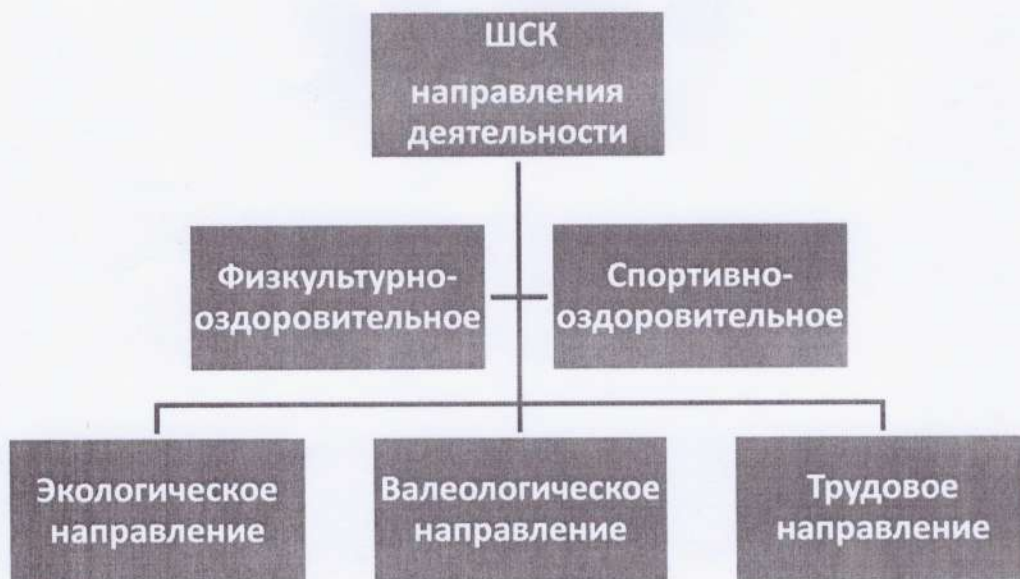 ШСК
направления
деятельности
Физкультурно-
оздоровительное
Спортивно-
оздоровительное
Экологическое
направление
Валеологическое
направление
Трудовое
направление